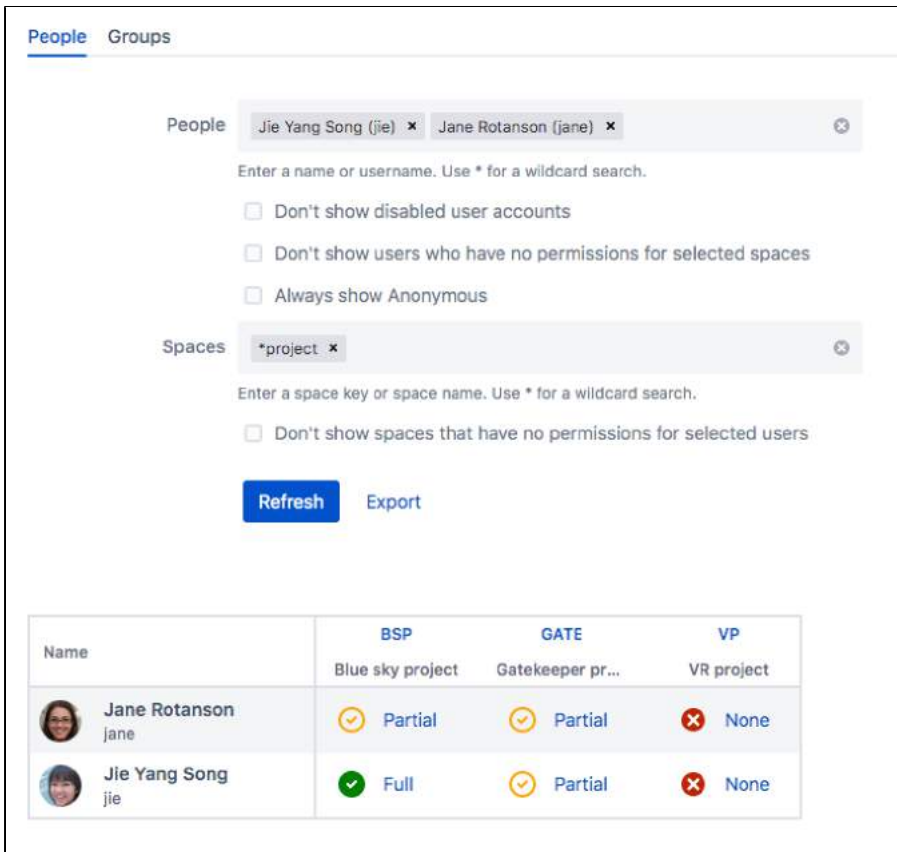 People Groups
People Jie Yang Song (jie) × Jane Rotanson (jane) ×
Enter a name or username. Use * for a wildcard search.
Don't show disabled user accounts
Don't show users who have no permissions for selected spaces
Always show Anonymous
Spaces *project ×
Enter a space key or space name. Use * for a wildcard search.
Don't show spaces that have no permissions for selected users
Refresh Export
Name BSP GATE VP
Blue sky project Gatekeeper pr... VR project
Jane Rotanson Partial Partial None
jane
Jie Yang Song Full Partial None
jie